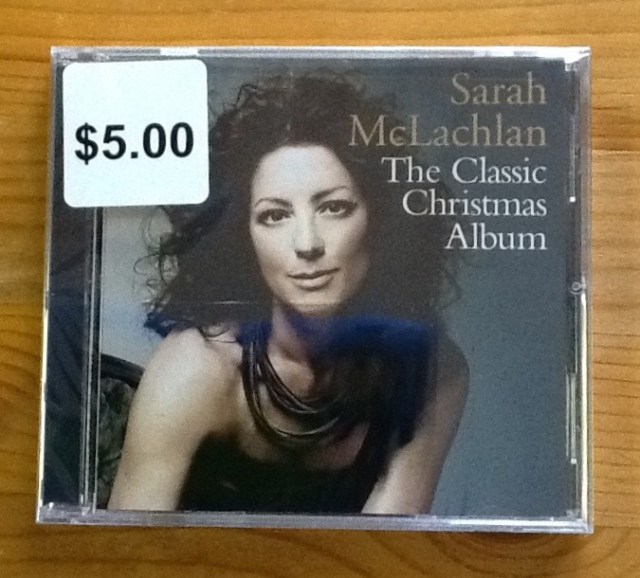 $5.00
Sarah
McLachlan
The Classic
Christmas
Album